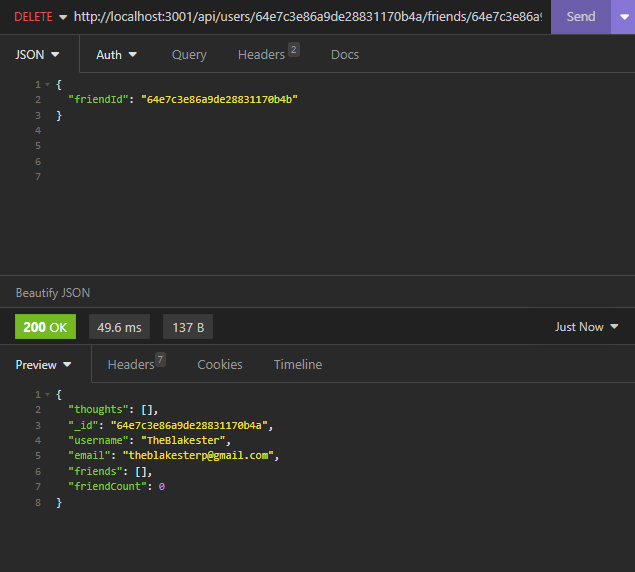 DELETE http://localhost:3001/api/users/64e7c3e86a9de28831170b4a/friends/64e7c3e86a9 Send
JSON Auth Query Headers 2 Docs
1 {
2 "friendId": "64e7c3e86a9de28831170b4b"
3 }
4
5
6
7
Beautify JSON
200 OK 49.6 ms 137 B Just Now
Preview Headers 7 Cookies Timeline
1 {
2 "thoughts": [],
3 "_id": "64e7c3e86a9de28831170b4a",
4 "username": "TheBlakester",
5 "email": "theblakesterp@gmail.com",
6 "friends": [],
7 "friendCount": 0
8 }